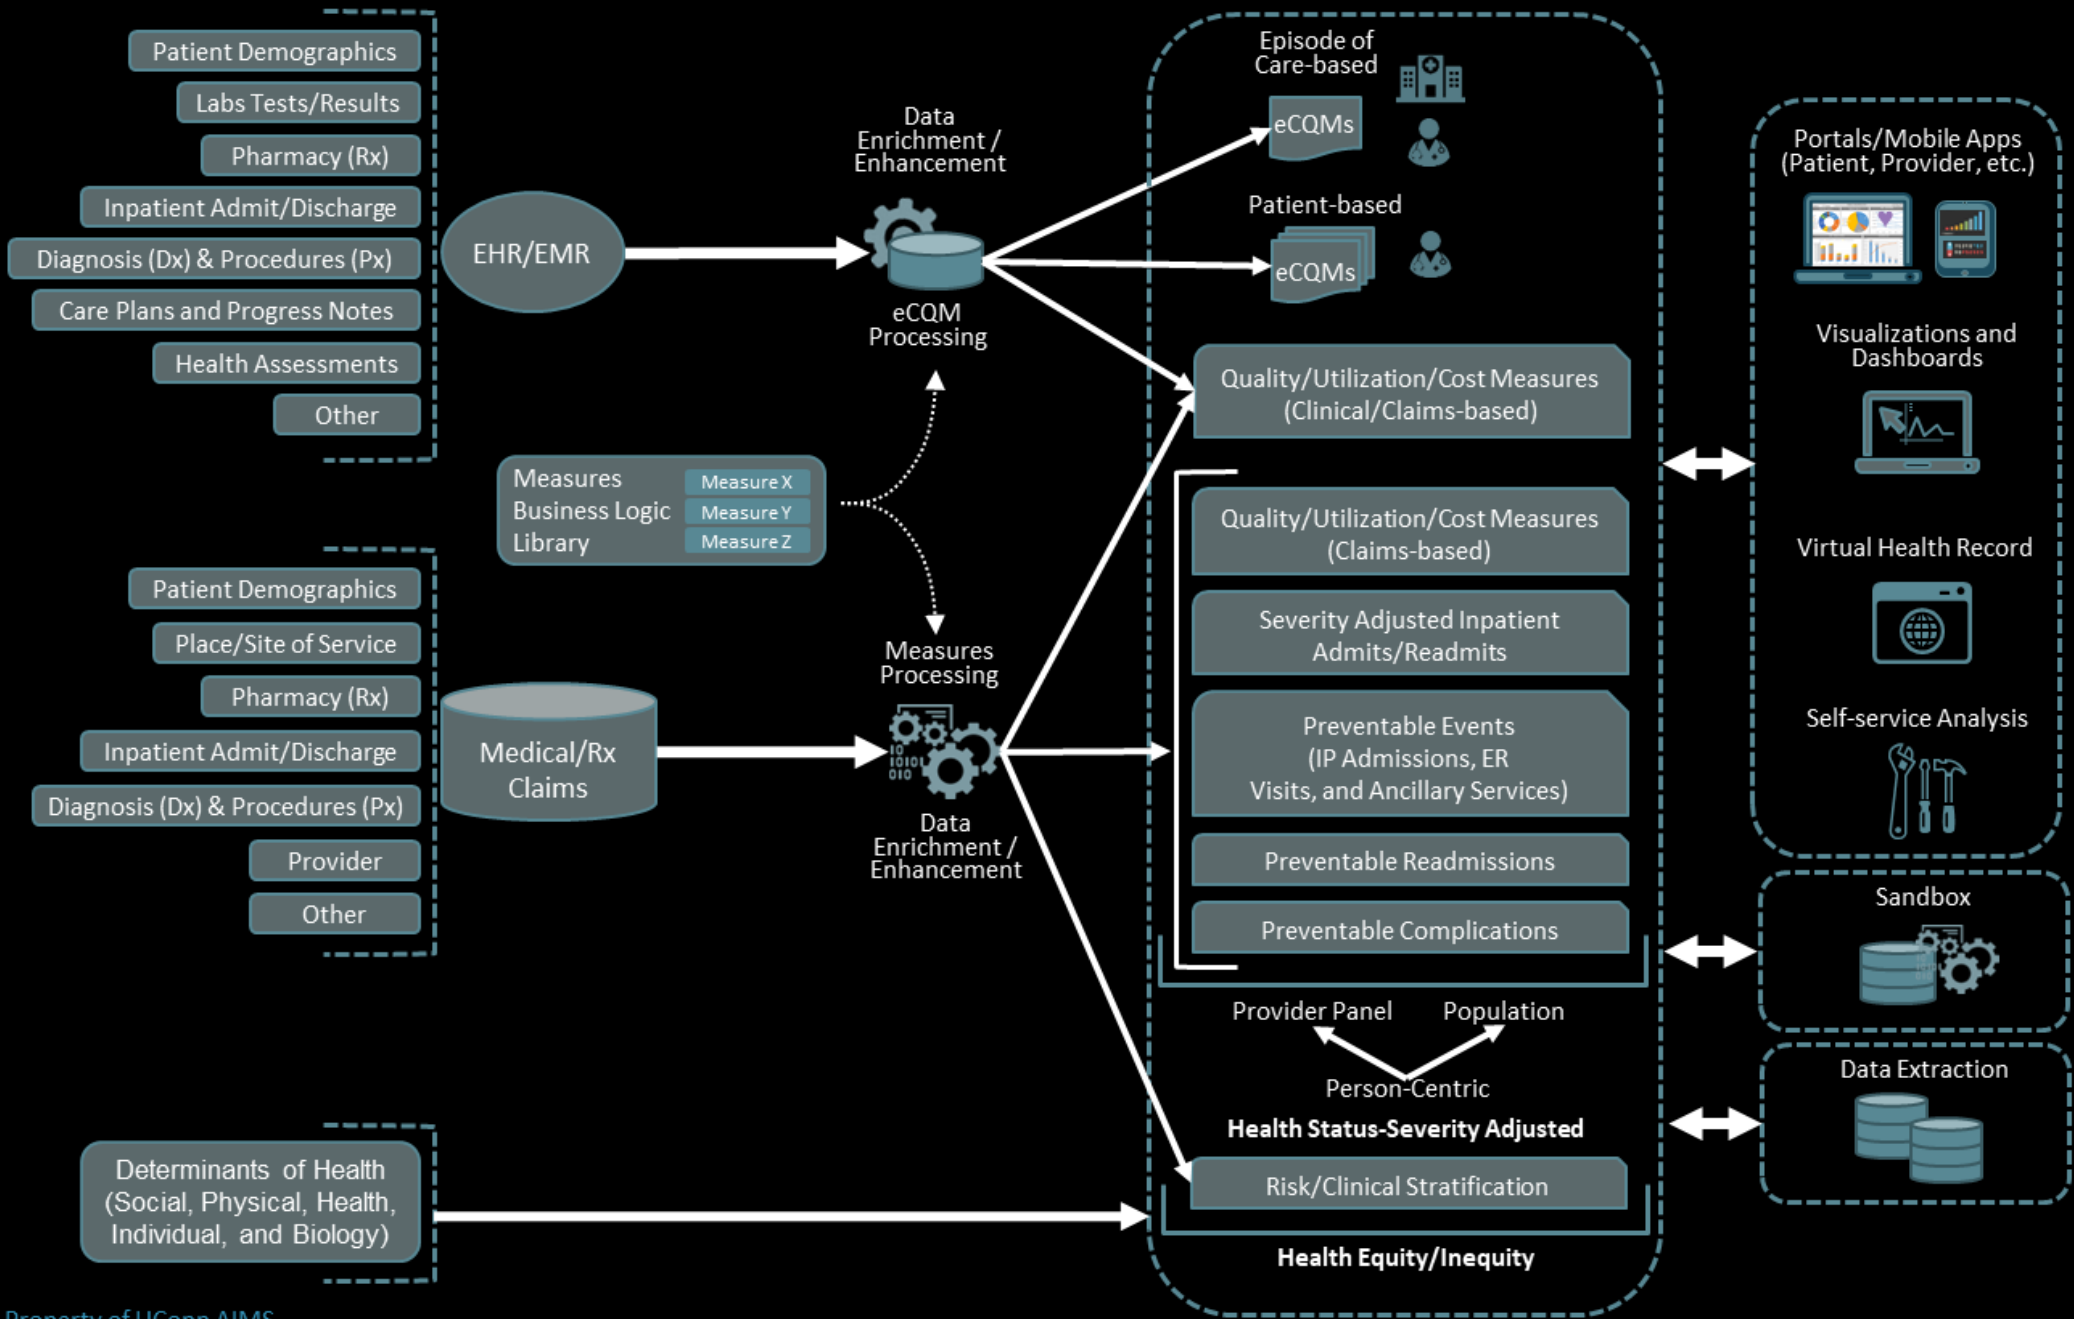 Patient Demographics
Labs Tests/Results
Pharmacy (Rx)
Inpatient Admit/Discharge
Diagnosis (Dx) & Procedures (Px)
Care Plans and Progress Notes
Health Assessments
Other
EHR/EMR
Data
Enrichment /
Enhancement
eCQM
Processing
Measures
Business Logic
Library
Measure X
Measure Y
Measure Z
Patient Demographics
Place/Site of Service
Pharmacy (Rx)
Inpatient Admit/Discharge
Diagnosis (Dx) & Procedures (Px)
Provider
Other
Medical/Rx
Claims
Measures
Processing
Data
Enrichment /
Enhancement
Determinants of Health
(Social, Physical, Health,
Individual, and Biology)
Episode of
Care-based
eCQMs
Patient-based
eCQMs
Quality/Utilization/Cost Measures
(Clinical/Claims-based)
Quality/Utilization/Cost Measures
(Claims-based)
Severity Adjusted Inpatient
Admits/Readmits
Preventable Events
(IP Admissions, ER
Visits, and Ancillary Services)
Preventable Readmissions
Preventable Complications
Provider Panel
Population
Person-Centric
Health Status-Severity Adjusted
Risk/Clinical Stratification
Health Equity/Inequity
Portals/Mobile Apps
(Patient, Provider, etc.)
Visualizations and
Dashboards
Virtual Health Record
Self-service Analysis
Sandbox
Data Extraction
Property of UConn AIMS